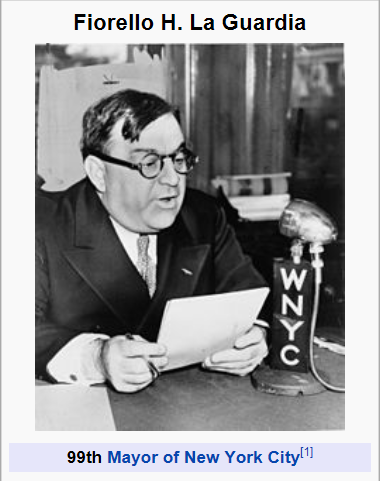 Fiorello H. La Guardia
WNYC
99th Mayor of New York City[1]